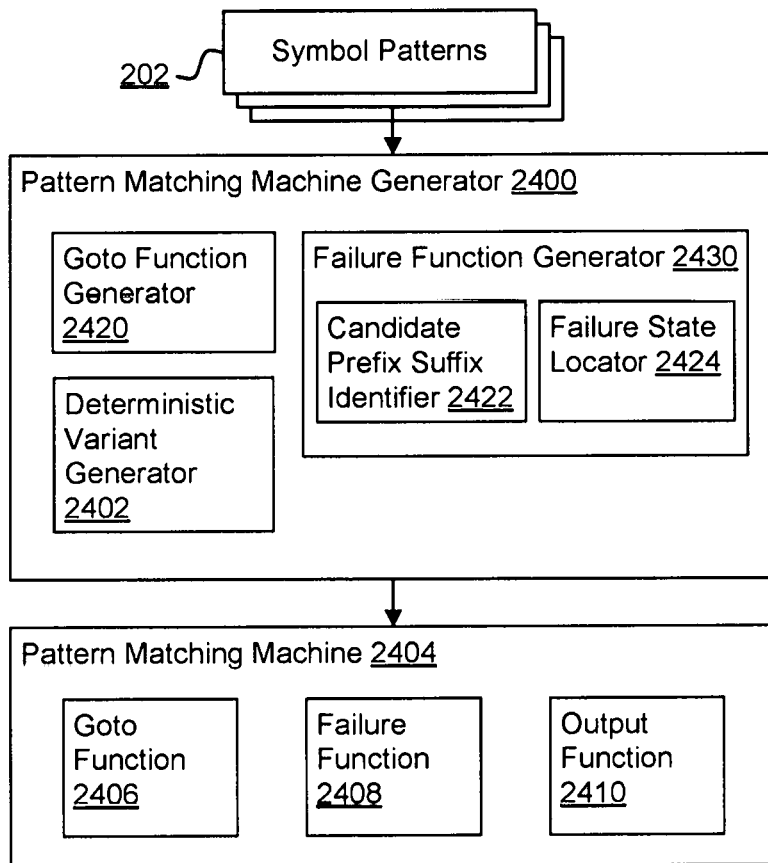 Symbol Patterns
202
Pattern Matching Machine Generator 2400
Goto Function
Generator
2420
Failure Function Generator 2430
Candidate
Prefix Suffix
Identifier 2422
Failure State
Locator 2424
Deterministic
Variant
Generator
2402
Pattern Matching Machine 2404
Goto
Function
2406
Failure
Function
2408
Output
Function
2410